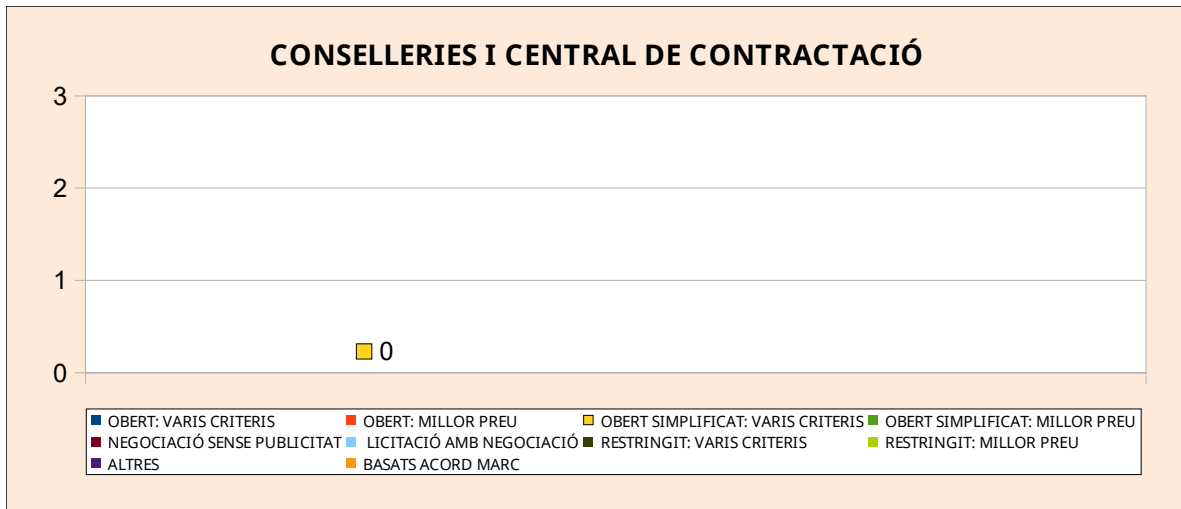 CONSELLERIES I CENTRAL DE CONTRACTACIÓ
3
2
1
0
0
OBERT: VARIS CRITERIS OBERT: MILLOR PREU OBERT SIMPLIFICAT: VARIS CRITERIS OBERT SIMPLIFICAT: MILLOR PREU
NEGOCIACIÓ SENSE PUBLICITAT LICITACIÓ AMB NEGOCIACIÓ RESTRINGIT: VARIS CRITERIS RESTRINGIT: MILLOR PREU
ALTRES BASATS ACORD MARC